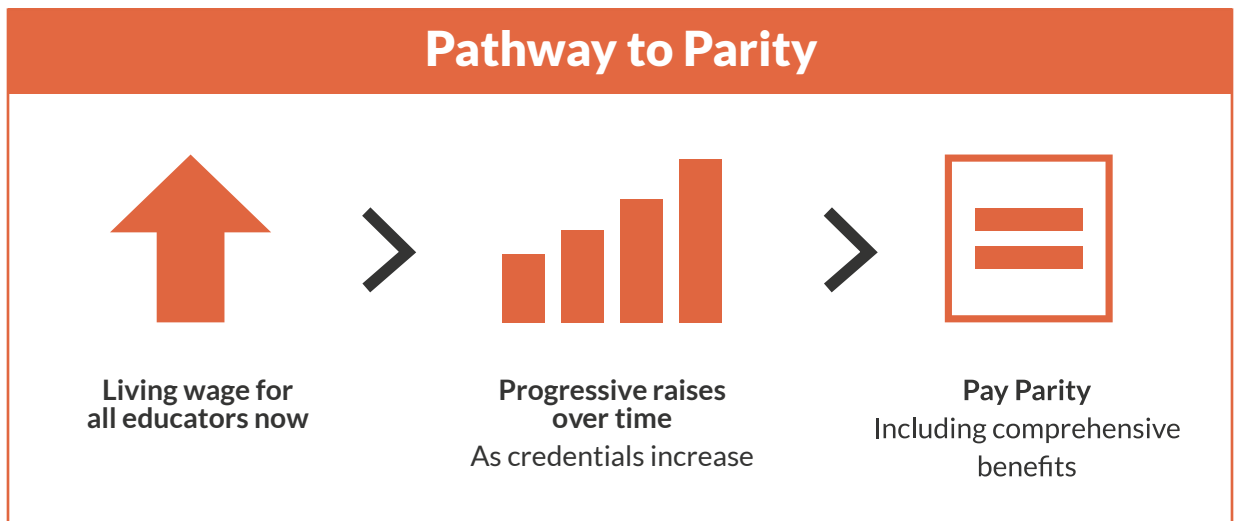 Pathway to Parity
Living wage for
all educators now
Progressive raises
over time
As credentials increase
Pay Parity
Including comprehensive
benefits